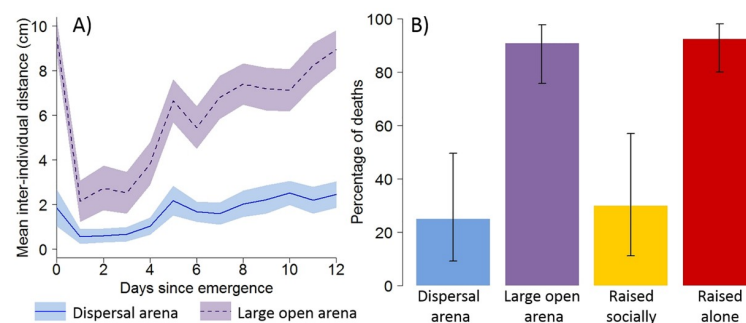 A)
Mean inter-individual distance (cm)
10
8
6
4
2
0
0 2 4 6 8 10 12
Days since emergence
Dispersal arena Large open arena
B)
Percentage of deaths
100
80
60
40
20
0
Dispersal Large open Raised Raised
arena arena socially alone